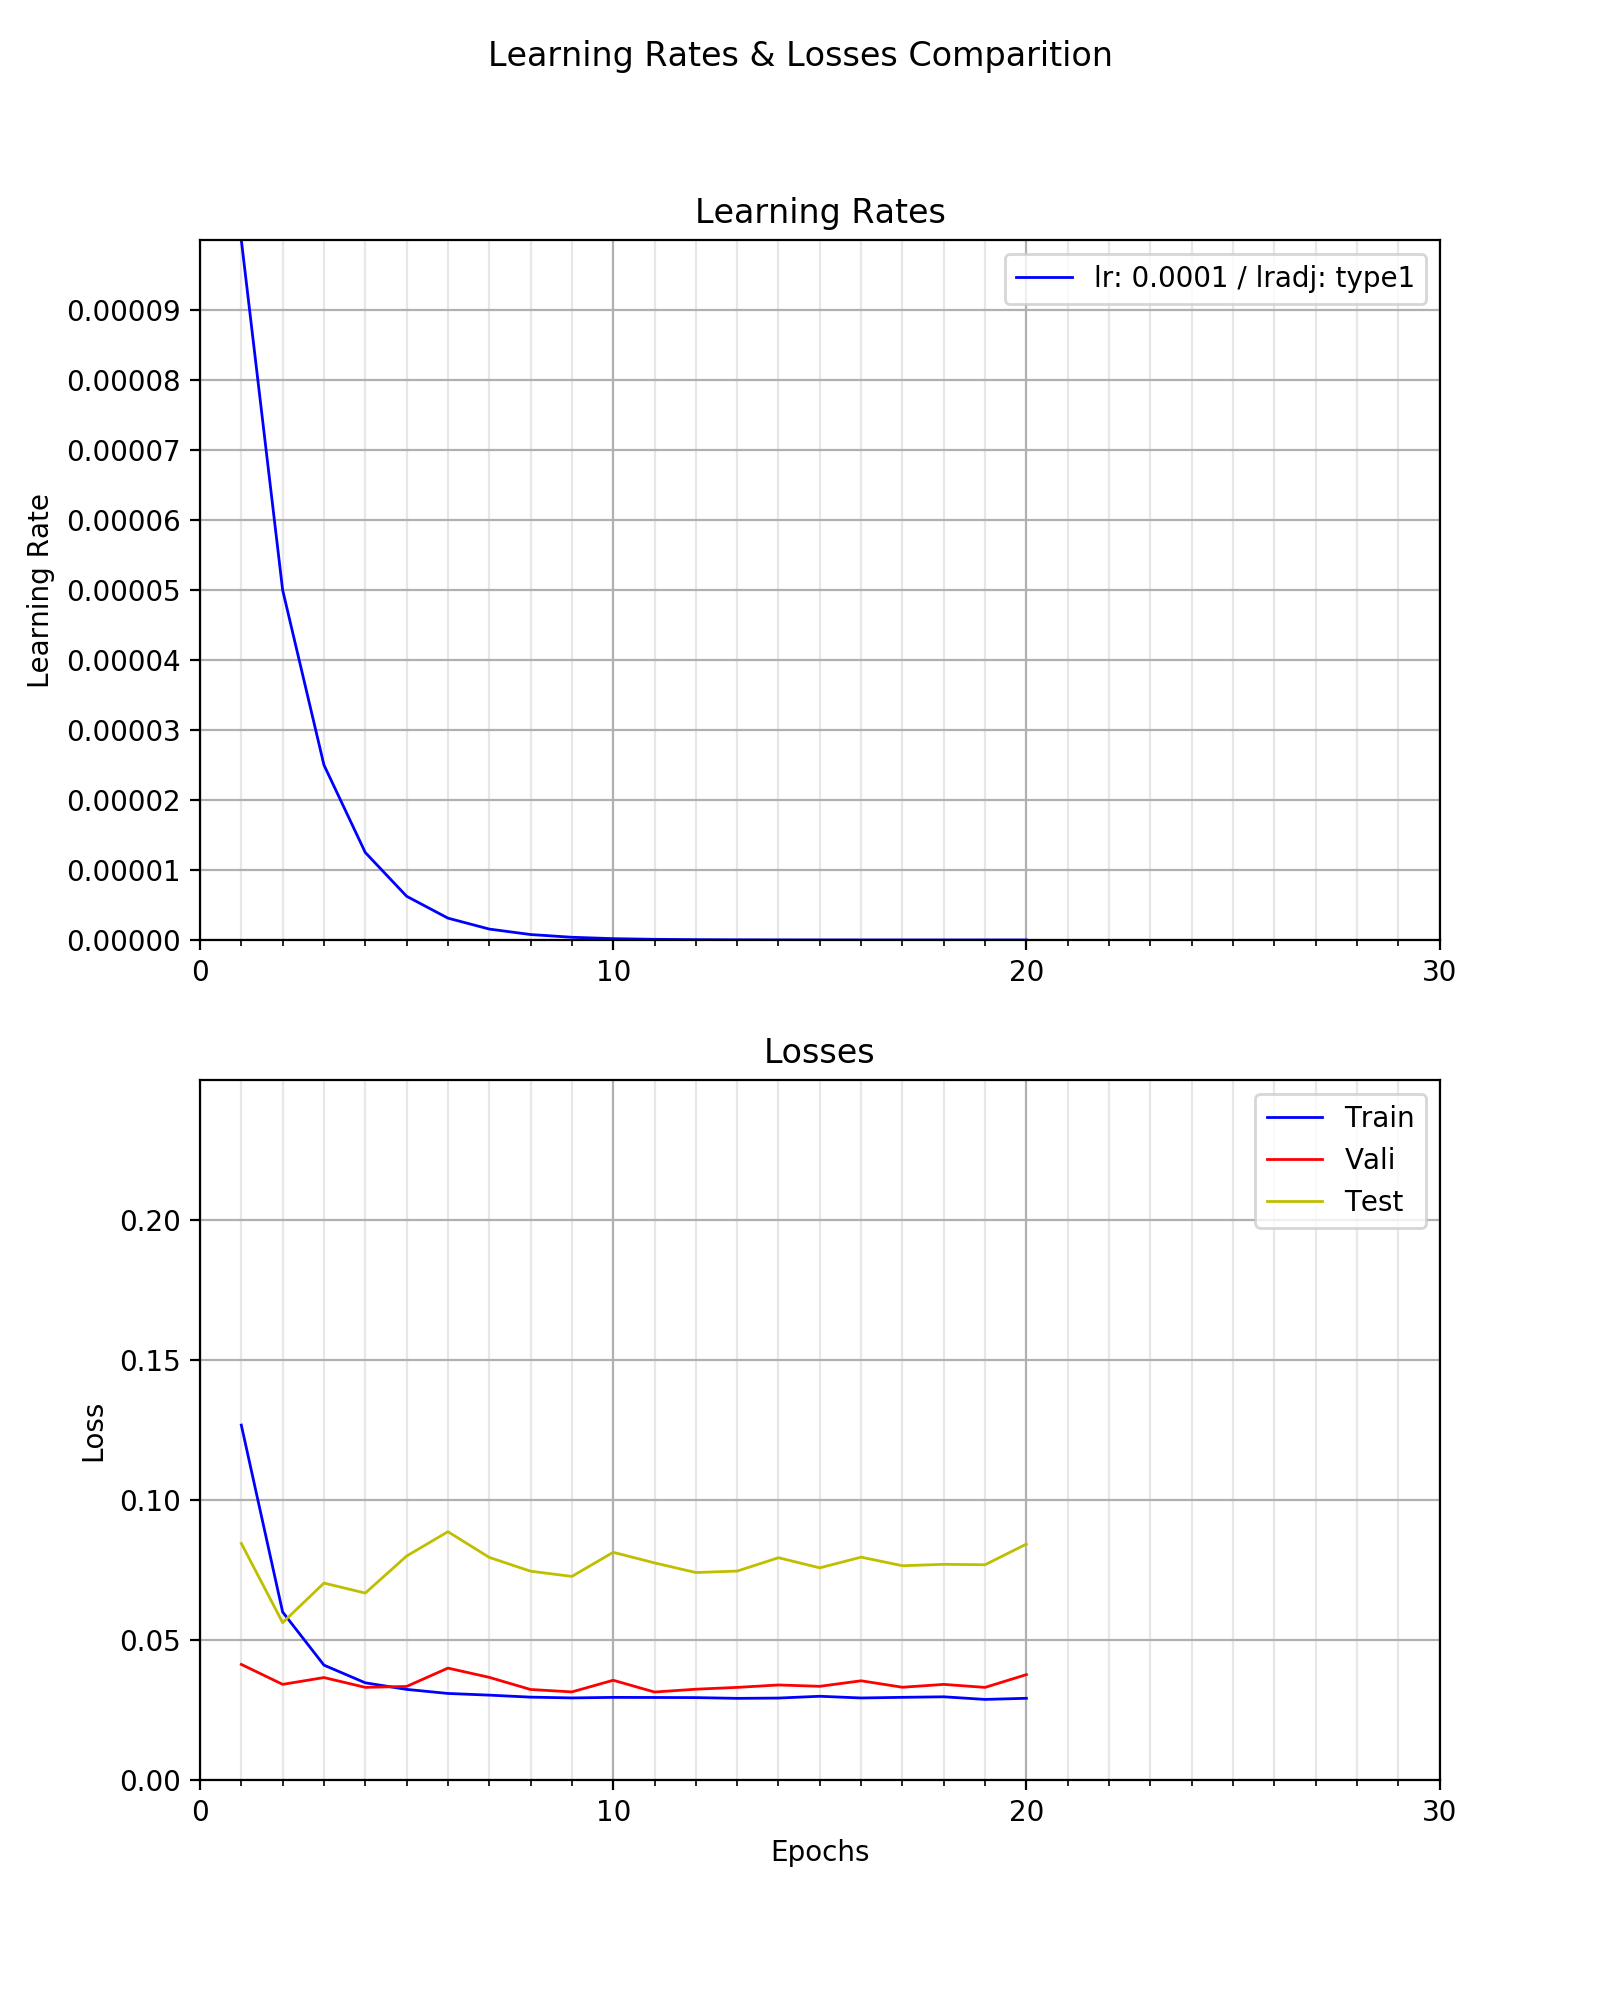 Learning Rates & Losses Comparition
Learning Rates
lr: 0.0001 / lradj: type1
Learning Rate
0.00009
0.00008
0.00007
0.00006
0.00005
0.00004
0.00003
0.00002
0.00001
0.00000
0 10 20 30
Losses
Train
Vali
Test
Loss
0.20
0.15
0.10
0.05
0.00
0 10 20 30
Epochs